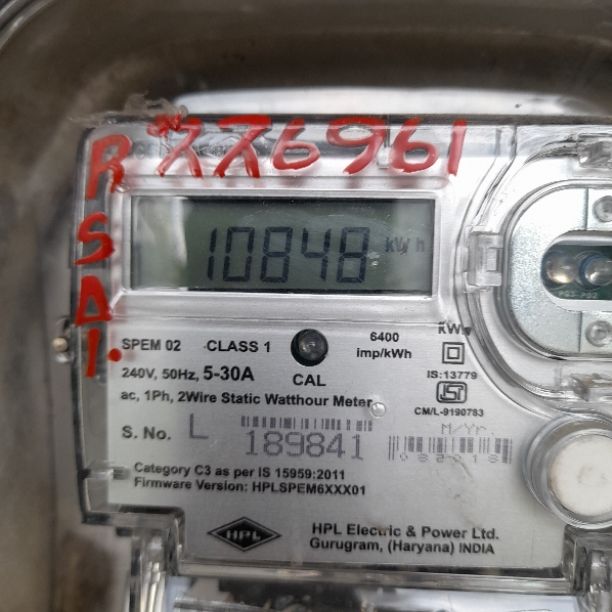 226961
R
S
D
1.
10848 kWh
SPEM 02 CLASS 1 6400 imp/kWh
240V, 50Hz, 5-30A CAL
IS:13779
ac, 1Ph, 2Wire Static Watthour Meter
CM/L-9190783
S. No. L 189841 M/Yr.
Category C3 as per IS 15959:2011
Firmware Version: HPLSPEM6XXX01
HPL
HPL Electric & Power Ltd.
Gurugram, (Haryana) INDIA